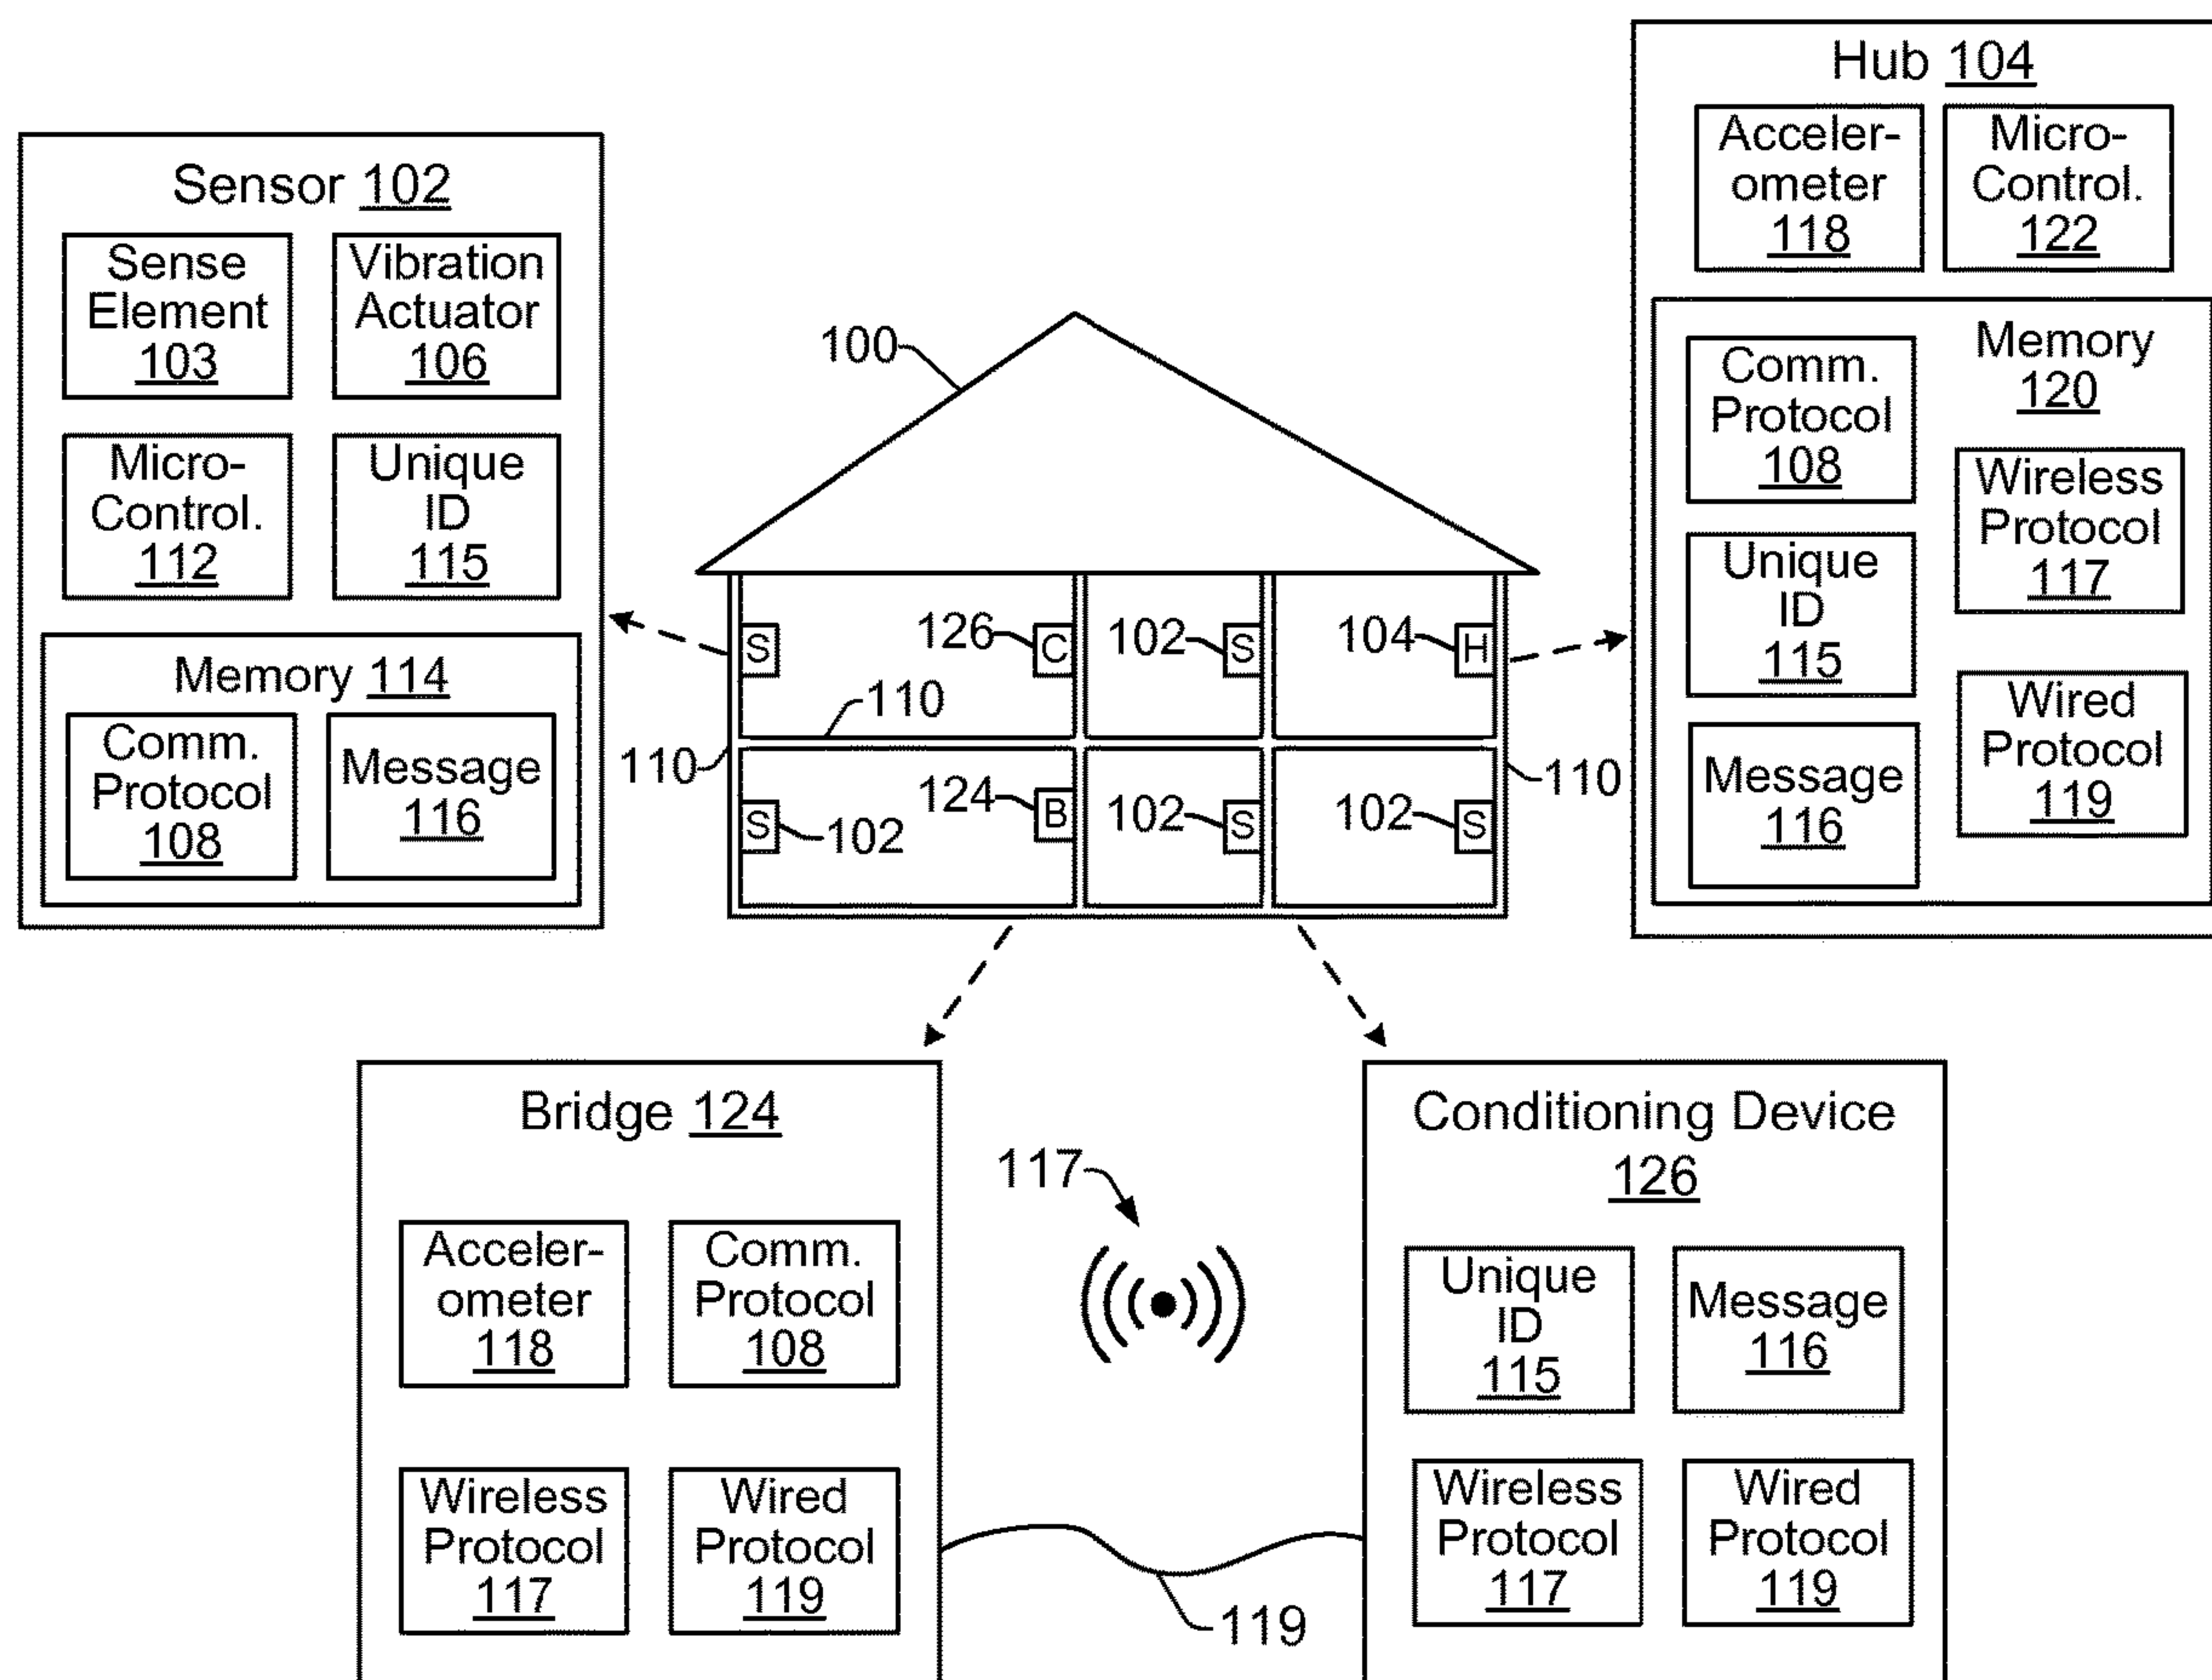 Sensor 102
Sense
Element
103
Vibration
Actuator
106
Micro-
Control.
112
Unique
ID
115
Memory 114
Comm.
Protocol
108
Message
116
100
S
126
C
102
S
104
H
110
110
110
S
102
124
B
102
S
102
S
Hub 104
Acceler-
ometer
118
Micro-
Control.
122
Memory
120
Comm.
Protocol
108
Wireless
Protocol
117
Unique
ID
115
Wired
Protocol
119
Message
116
Bridge 124
Acceler-
ometer
118
Comm.
Protocol
108
Wireless
Protocol
117
Wired
Protocol
119
117
119
Conditioning Device
126
Unique
ID
115
Message
116
Wireless
Protocol
117
Wired
Protocol
119